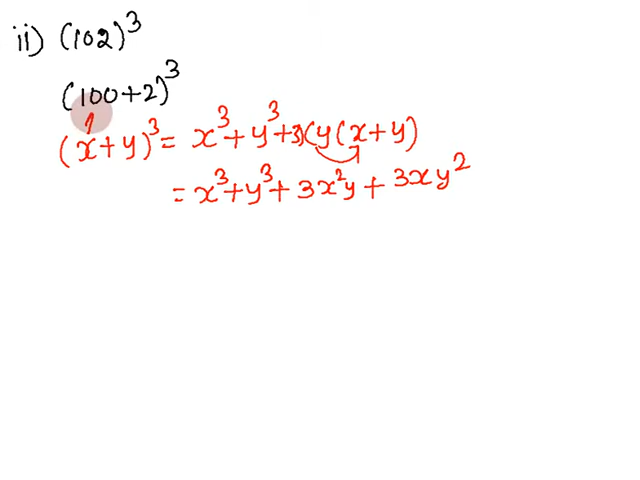 ii) (102)³
(100+2)³
(x+y)³ = x³+y³+3xy(x+y)
= x³+y³+3x²y+3xy²